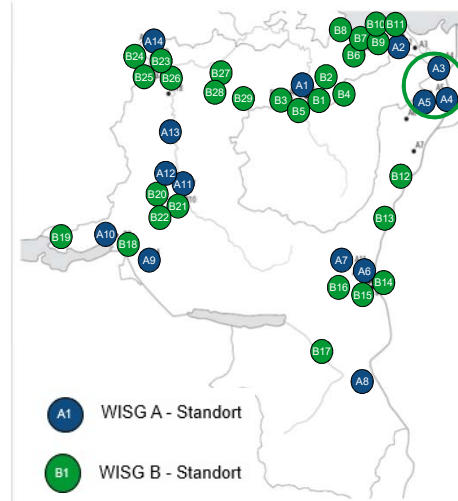 B10
B11
B8
B7
B9
A2
A3
B6
A14
B24
B23
B25
B26
B27
B28
B29
A1
B2
B3
B1
B4
B5
A3
A5
A4
A7
A13
A12
A11
B20
B21
B22
B12
B13
B19
A10
B18
A9
A7
A6
B16
B15
B14
B17
A8
A1 WISG A - Standort
B1 WISG B - Standort